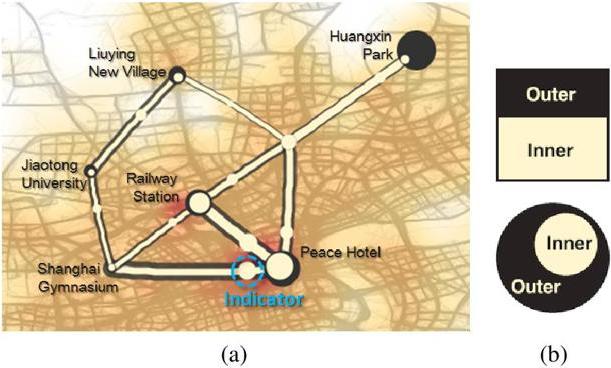 Huangxin
Park
Liuying
New Village
Jiaotong
University
Railway
Station
Peace Hotel
Shanghai
Gymnasium
Indicator
Outer
Inner
Inner
Outer
(a)
(b)